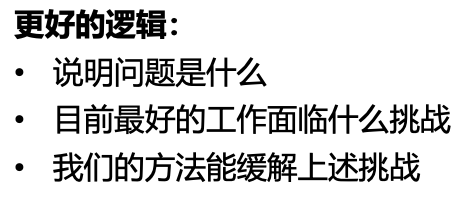 更好的逻辑：
• 说明问题是什么
• 目前最好的工作面临什么挑战
• 我们的方法能缓解上述挑战